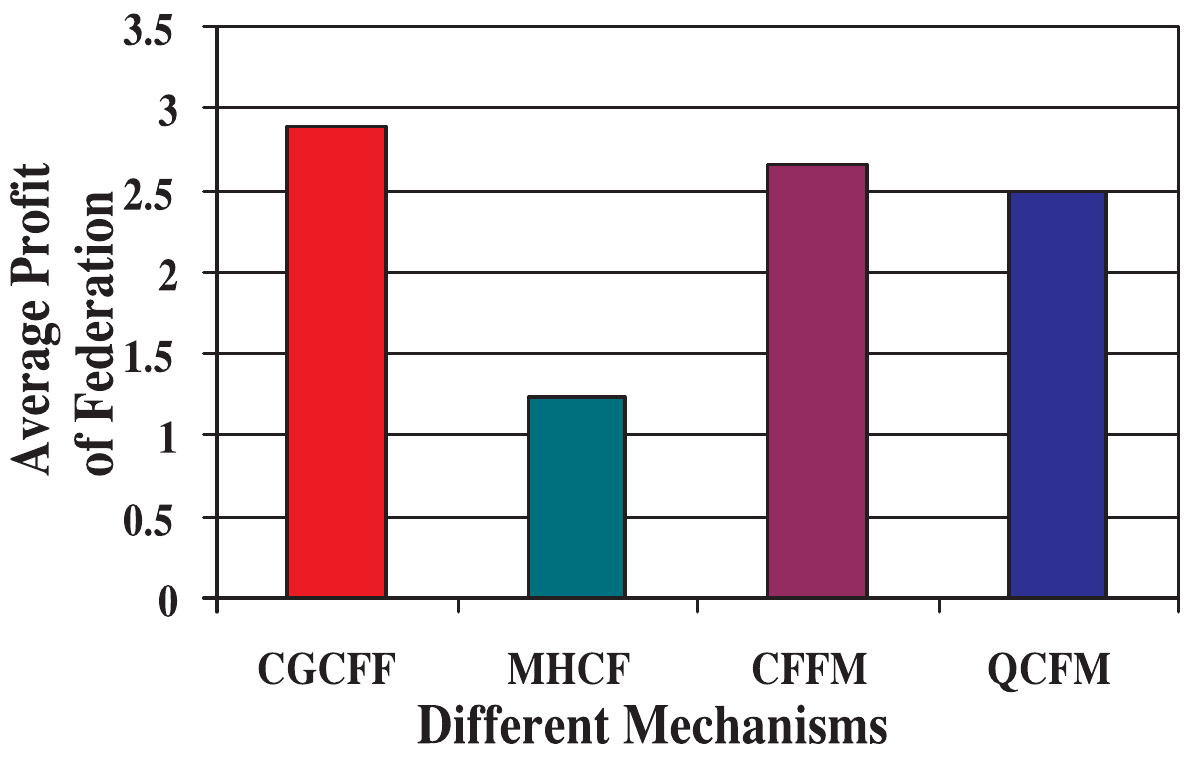 3.5
3
2.5
2
1.5
1
0.5
0
Average Profit
of Federation
CGCFF MHCF CFFM QCFM
Different Mechanisms